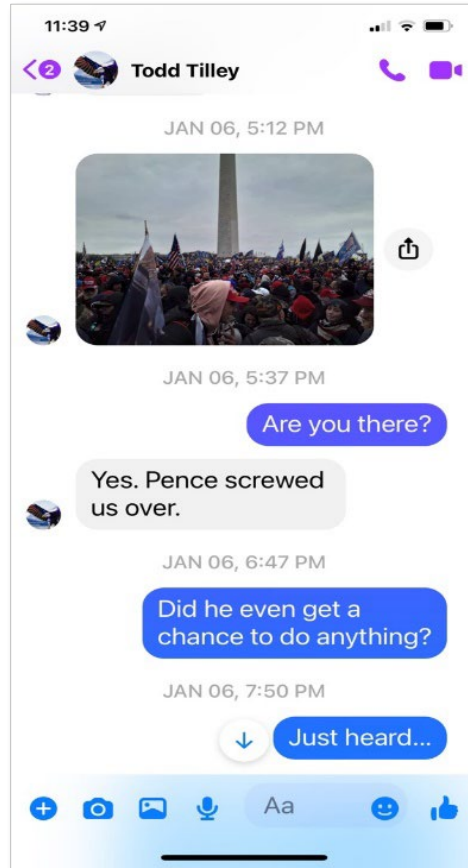 11:39
2
Todd Tilley
JAN 06, 5:12 PM
JAN 06, 5:37 PM
Are you there?
Yes. Pence screwed
us over.
JAN 06, 6:47 PM
Did he even get a
chance to do anything?
JAN 06, 7:50 PM
Just heard...
Aa